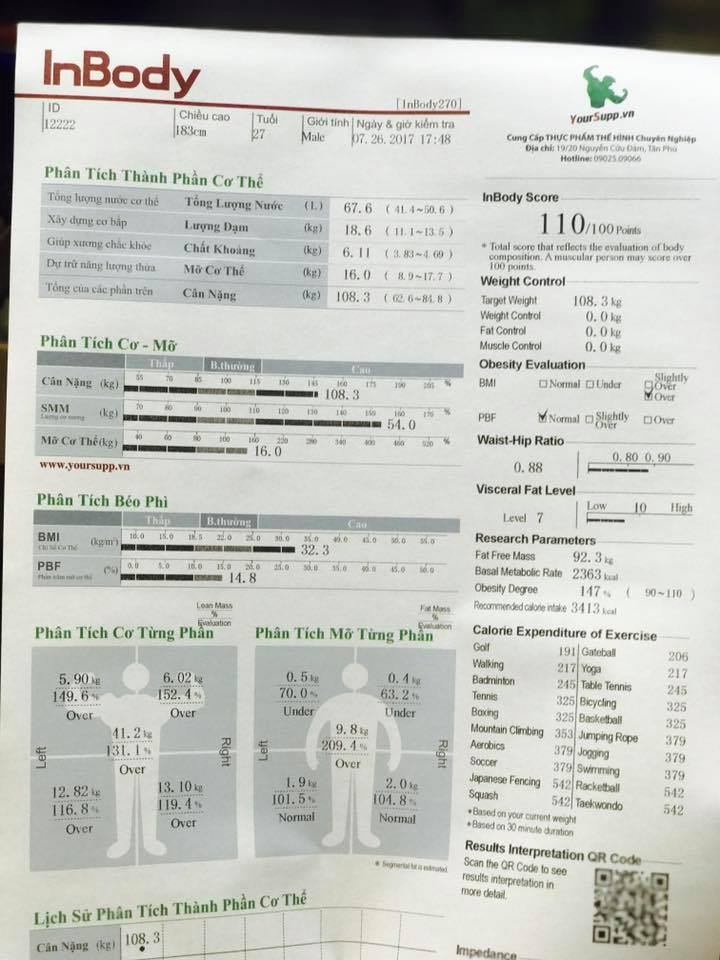 InBody
[InBody270]
YourSupp.vn
Cung Cấp THỰC PHẨM THỂ HÌNH Chuyên Nghiệp
Địa chỉ: 19/20 Nguyễn Cửu Đàm, Tân Phú
Hotline: 09025.09066
ID Chiều cao Tuổi Giới tính Ngày & giờ kiểm tra
12222 183cm 27 Male 07. 26. 2017 17:48
Phân Tích Thành Phần Cơ Thể
Tổng lượng nước cơ thể Tổng Lượng Nước (L) 67.6 ( 41.4~50.6 )
Xây dựng cơ bắp Lượng Đạm (kg) 18.6 ( 11.1~13.5 )
Giúp xương chắc khỏe Chất Khoáng (kg) 6.11 ( 3.83~4.69 )
Dự trữ năng lượng thừa Mỡ Cơ Thể (kg) 16.0 ( 8.9~17.7 )
Tổng của các phần trên Cân Nặng (kg) 108.3 ( 62.6~84.8 )
Phân Tích Cơ - Mỡ
Thấp B.thường Cao
Cân Nặng (kg) 55 70 85 100 115 130 145 160 175 190 205 %
108.3
SMM (kg) 70 80 90 100 110 120 130 140 150 160 170 %
54.0
Mỡ Cơ Thể(kg) 40 60 80 100 160 220 280 340 400 460 520 %
16.0
www.yoursupp.vn
Phân Tích Béo Phì
Thấp B.thường Cao
BMI (kg/m²) 10.0 15.0 18.5 22.0 25.0 30.0 35.0 40.0 45.0 50.0 55.0
Chỉ Số Cơ Thể
32.3
PBF (%) 0.0 5.0 10.0 15.0 20.0 25.0 30.0 35.0 40.0 45.0 50.0
Phần trăm mỡ cơ thể
14.8
Lean Mass
%
Evaluation
Phân Tích Cơ Từng Phần
5.90 kg 6.02 kg
149.6 % 152.4 %
Over Over
41.2 kg
131.1 %
Over
Left Right
12.82 kg 13.10 kg
116.8 % 119.4 %
Over Over
Fat Mass
%
Evaluation
Phân Tích Mỡ Từng Phần
0.5 kg 0.4 kg
70.0 % 63.2 %
Under Under
9.8 kg
209.4 %
Over
Left Right
1.9 kg 2.0 kg
101.5 % 104.8 %
Normal Normal
* Segmental fat is estimated.
Lịch Sử Phân Tích Thành Phần Cơ Thể
Cân Nặng (kg) 108.3
InBody Score
110/100 Points
* Total score that reflects the evaluation of body
composition. A muscular person may score over
100 points.
Weight Control
Target Weight 108.3 kg
Weight Control 0.0 kg
Fat Control 0.0 kg
Muscle Control 0.0 kg
Obesity Evaluation
BMI Normal Under Slightly Over Over
PBF Normal Slightly Over Over
Waist-Hip Ratio
0.88 0.80 0.90
Visceral Fat Level
Level 7 Low 10 High
Research Parameters
Fat Free Mass 92.3 kg
Basal Metabolic Rate 2363 kcal
Obesity Degree 147 % ( 90~110 )
Recommended calorie intake 3413 kcal
Calorie Expenditure of Exercise
Golf 191 Gateball 206
Walking 217 Yoga 217
Badminton 245 Table Tennis 245
Tennis 325 Bicycling 325
Boxing 325 Basketball 325
Mountain Climbing 353 Jumping Rope 379
Aerobics 379 Jogging 379
Soccer 379 Swimming 379
Japanese Fencing 542 Racketball 542
Squash 542 Taekwondo 542
*Based on your current weight
*Based on 30 minute duration
Results Interpretation QR Code
Scan the QR Code to see
results interpretation in
more detail.
Impedance